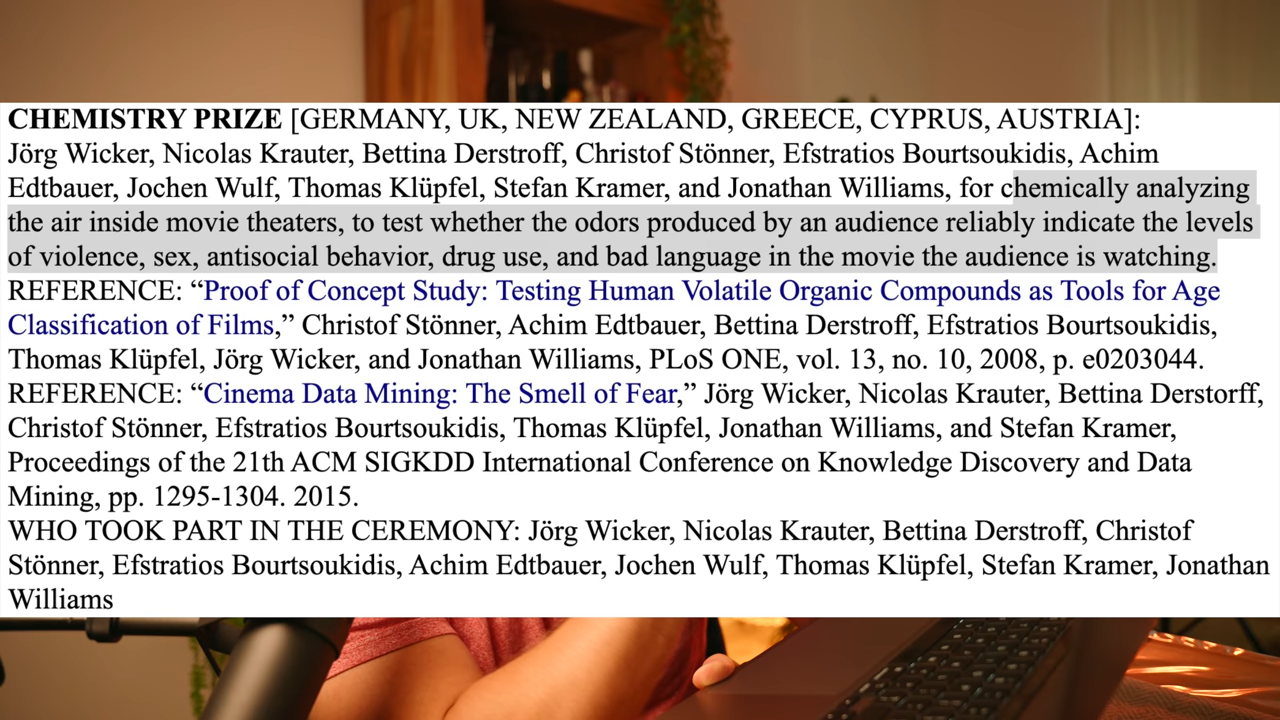 CHEMISTRY PRIZE [GERMANY, UK, NEW ZEALAND, GREECE, CYPRUS, AUSTRIA]:
Jörg Wicker, Nicolas Krauter, Bettina Derstroff, Christof Stönner, Efstratios Bourtsoukidis, Achim
Edtbauer, Jochen Wulf, Thomas Klüpfel, Stefan Kramer, and Jonathan Williams, for chemically analyzing
the air inside movie theaters, to test whether the odors produced by an audience reliably indicate the levels
of violence, sex, antisocial behavior, drug use, and bad language in the movie the audience is watching.
REFERENCE: “Proof of Concept Study: Testing Human Volatile Organic Compounds as Tools for Age
Classification of Films,” Christof Stönner, Achim Edtbauer, Bettina Derstroff, Efstratios Bourtsoukidis,
Thomas Klüpfel, Jörg Wicker, and Jonathan Williams, PLoS ONE, vol. 13, no. 10, 2008, p. e0203044.
REFERENCE: “Cinema Data Mining: The Smell of Fear,” Jörg Wicker, Nicolas Krauter, Bettina Derstorff,
Christof Stönner, Efstratios Bourtsoukidis, Thomas Klüpfel, Jonathan Williams, and Stefan Kramer,
Proceedings of the 21th ACM SIGKDD International Conference on Knowledge Discovery and Data
Mining, pp. 1295-1304. 2015.
WHO TOOK PART IN THE CEREMONY: Jörg Wicker, Nicolas Krauter, Bettina Derstroff, Christof
Stönner, Efstratios Bourtsoukidis, Achim Edtbauer, Jochen Wulf, Thomas Klüpfel, Stefan Kramer, Jonathan
Williams